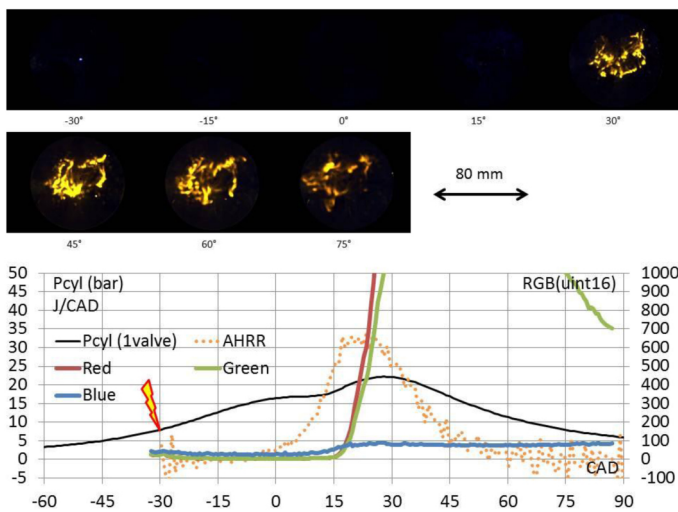 -30° -15° 0° 15° 30°
45° 60° 75°
80 mm
50 Pcyl (bar) RGB(uint16) 1000
45 J/CAD 900
40 800
35 Pcyl (1valve) AHRR 700
30 Red Green 600
25 Blue 500
20 400
15 300
10 200
5 100
0 CAD 0
-5 -100
-60 -45 -30 -15 0 15 30 45 60 75 90